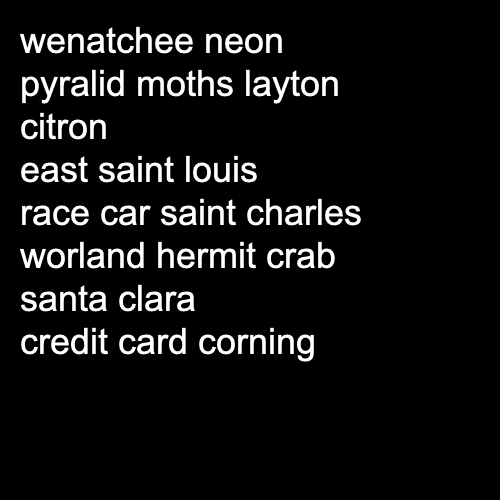 wenatchee neon
pyralid moths layton
citron
east saint louis
race car saint charles
worland hermit crab
santa clara
credit card corning